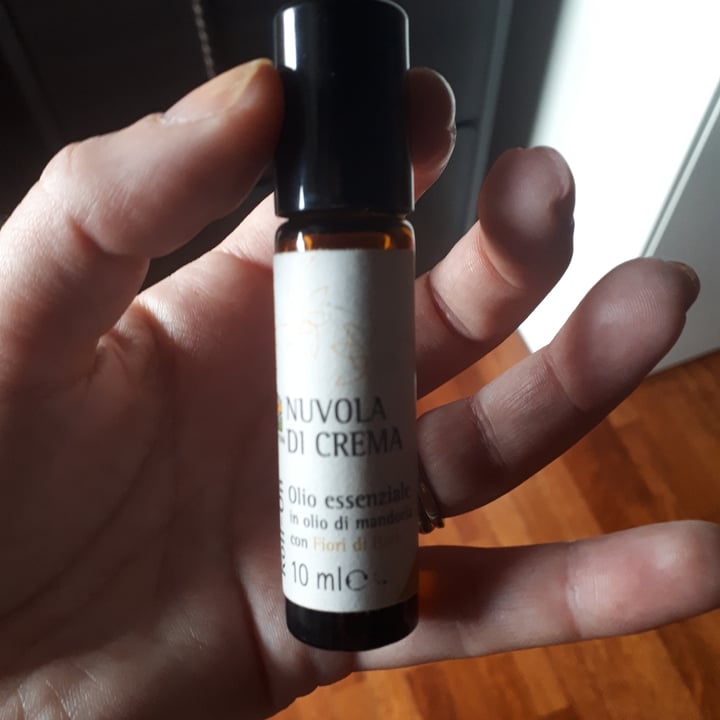 NUVOLA
DI CREMA
Olio essenziale
in olio di mandorle
con Fiori di
10 ml ℮